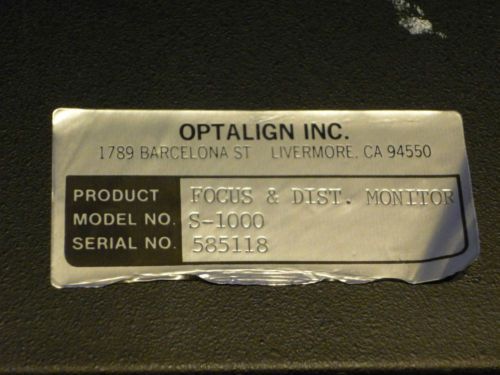 OPTALIGN INC.
1789 BARCELONA ST LIVERMORE, CA 94550
PRODUCT FOCUS & DIST. MONITOR
MODEL NO. S-1000
SERIAL NO. 585118